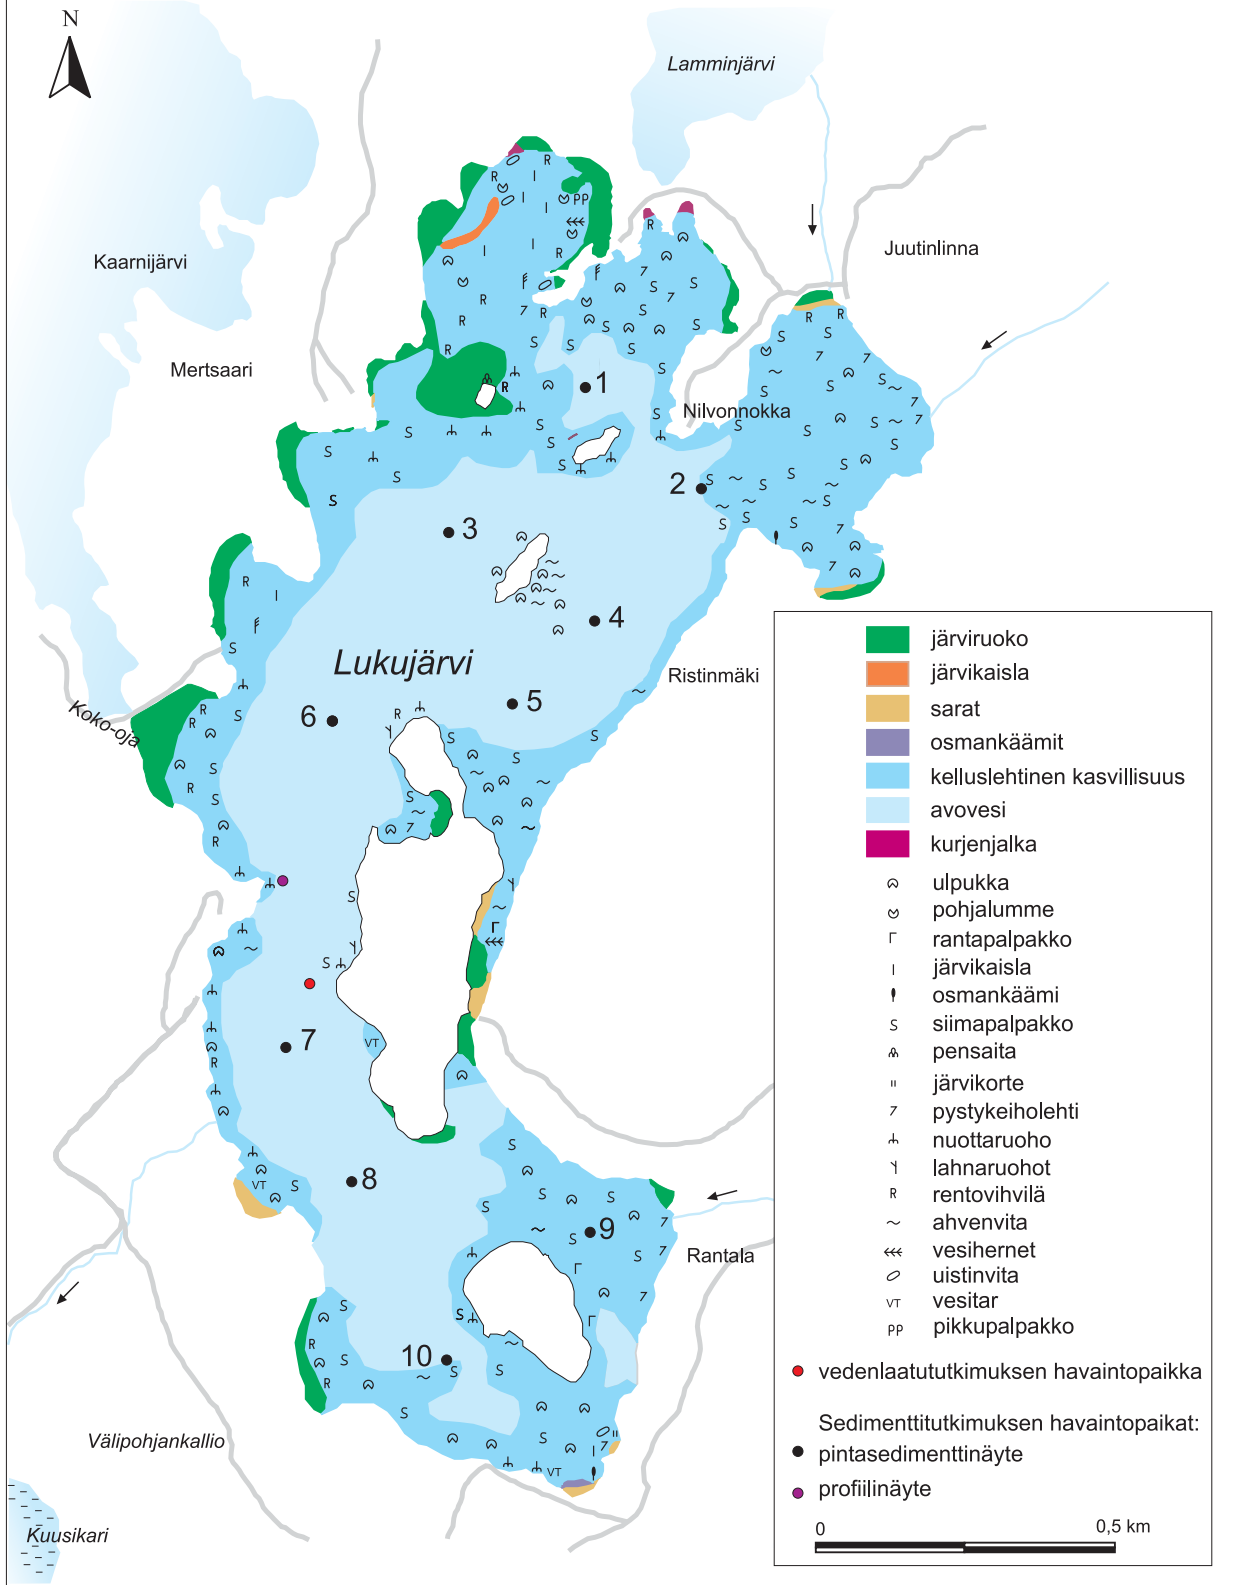 N
Lamminjärvi
Kaarnijärvi
Juutinlinna
Mertsaari
Nilvonnokka
1
2
3
4
Lukujärvi
Ristinmäki
5
6
Koko-oja
7
8
9
Rantala
10
Välipohjankallio
Kuusikari
järviruoko
järvikaisla
sarat
osmankäämit
kelluslehtinen kasvillisuus
avovesi
kurjenjalka
ulpukka
pohjalumme
rantapalpakko
järvikaisla
osmankäämi
S siimapalpakko
pensaita
järvikorte
7 pystykeiholehti
nuottaruoho
lahnaruohot
R rentovihvilä
ahvenvita
vesihernet
uistinvita
VT vesitar
PP pikkupalpakko
vedenlaatututkimuksen havaintopaikka
Sedimenttitutkimuksen havaintopaikat:
pintasedimenttinäyte
profiilinäyte
0 0,5 km